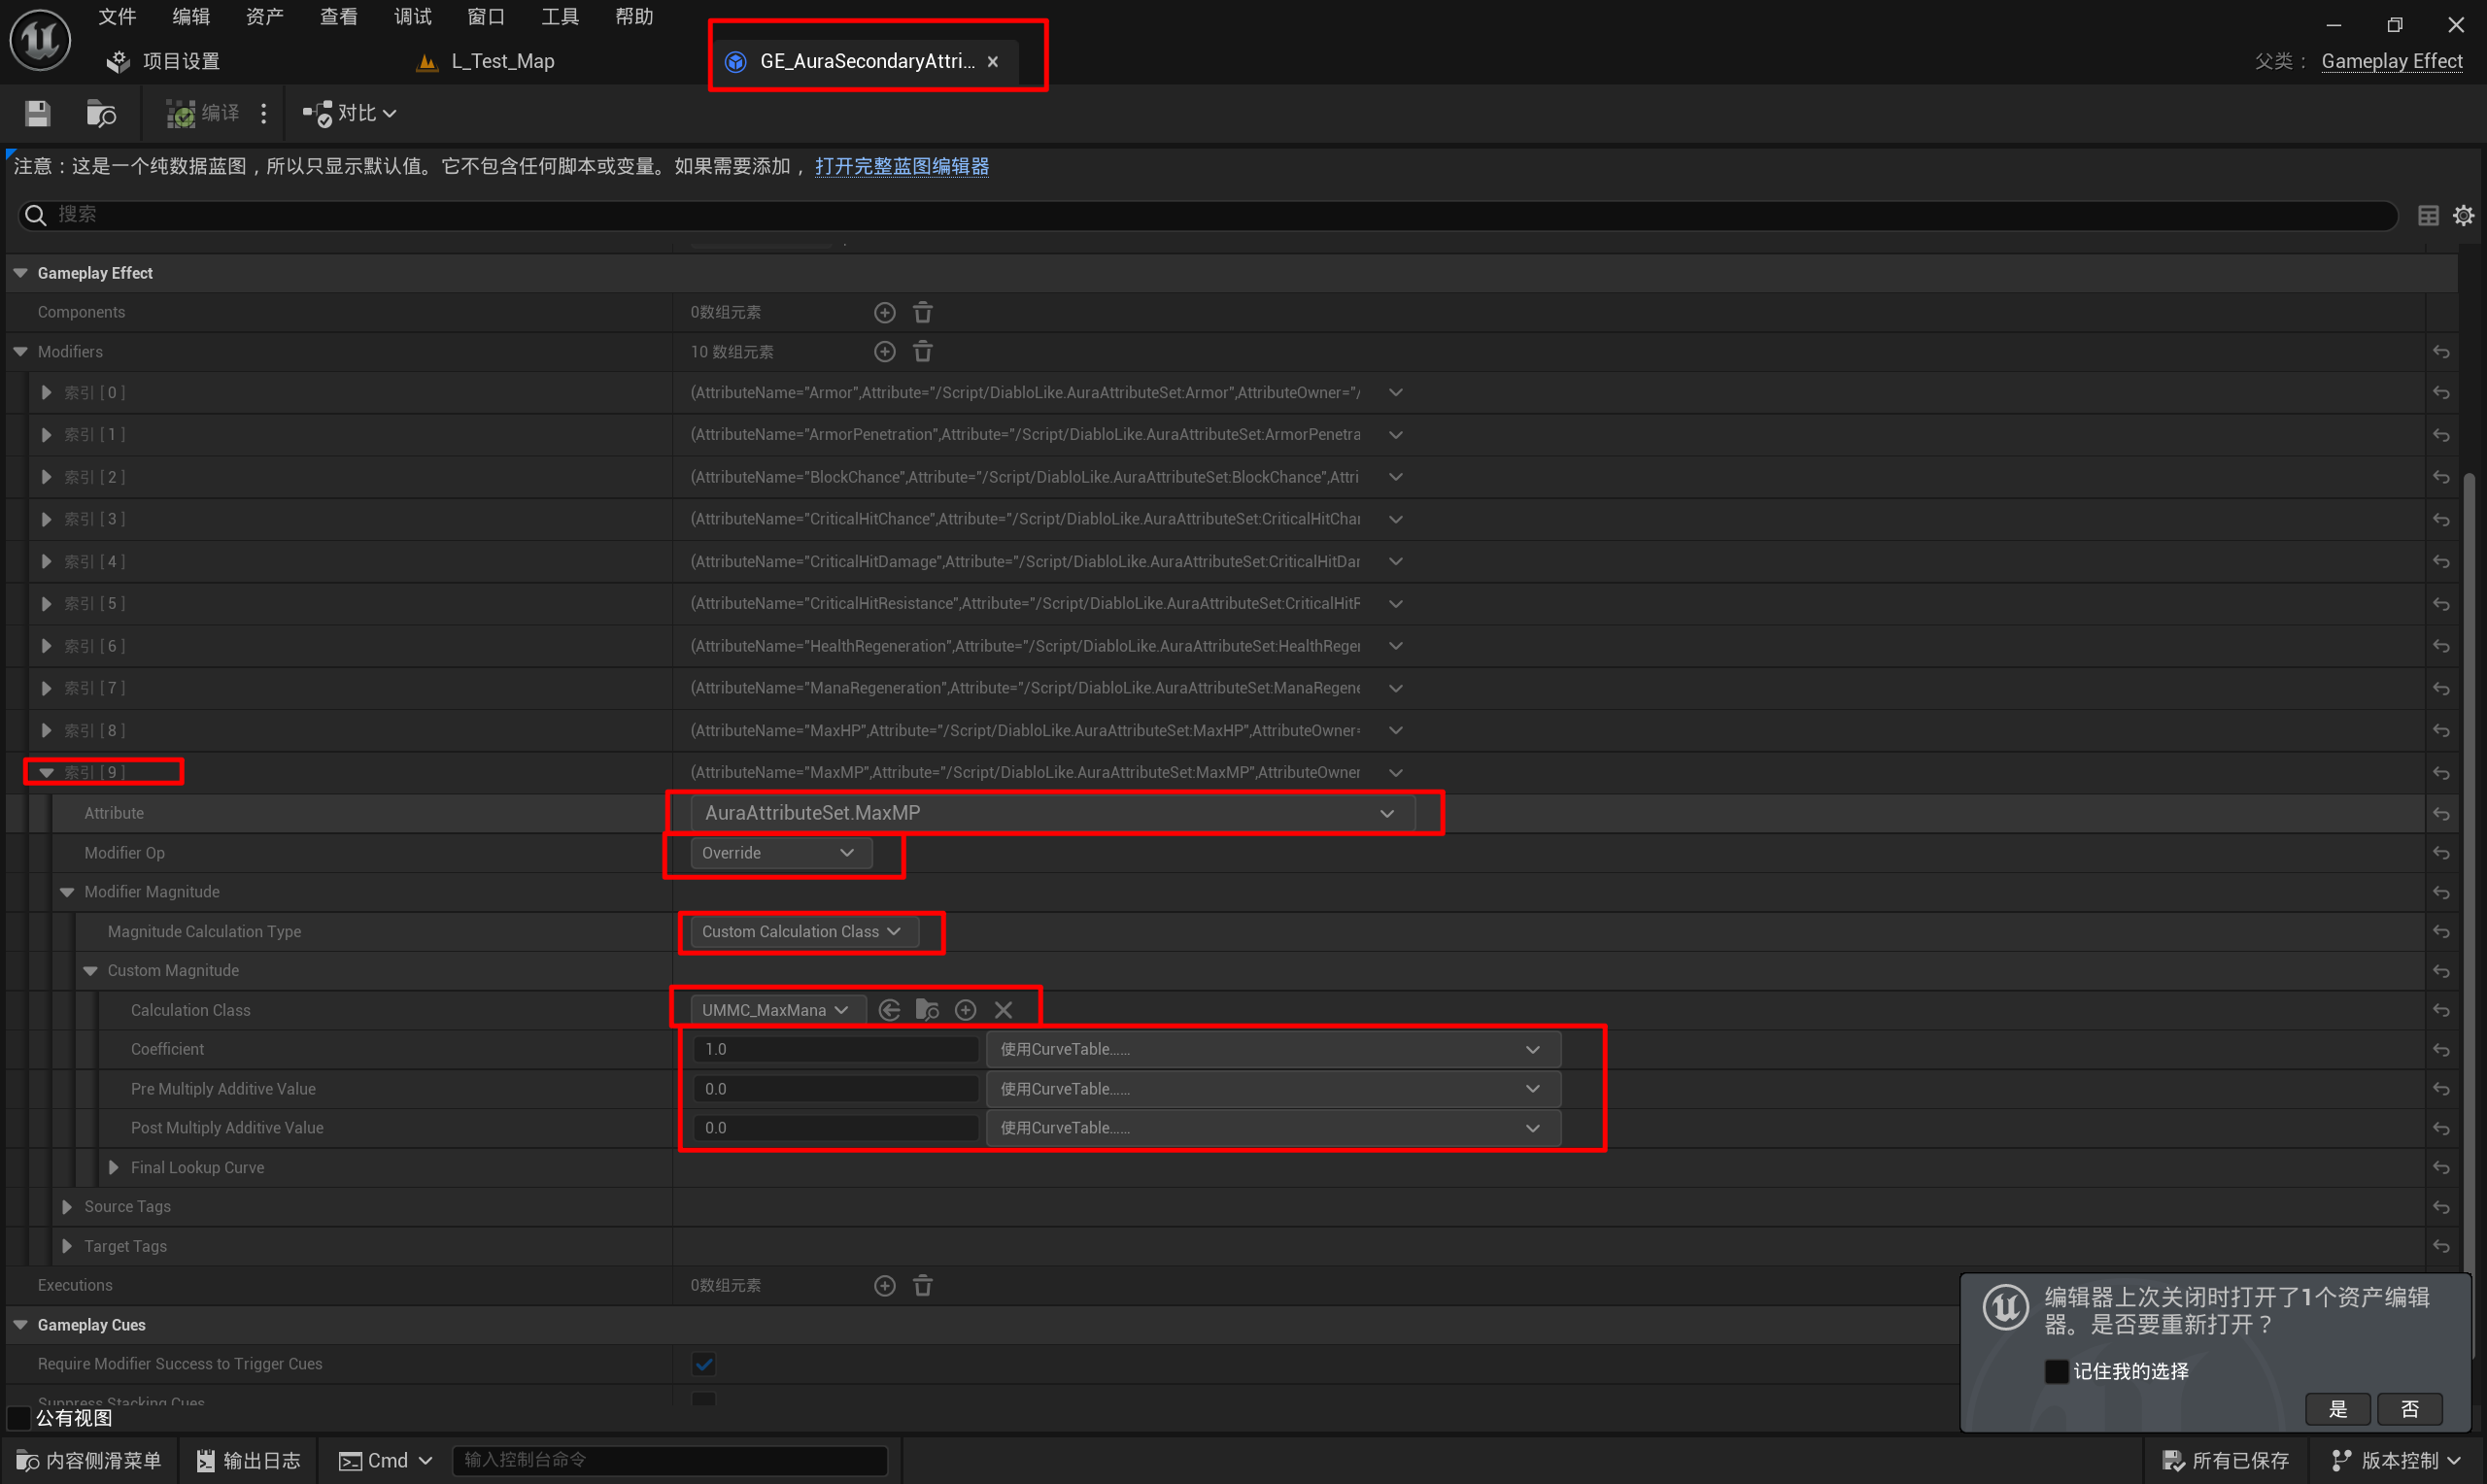 文件 编辑 资产 查看 调试 窗口 工具 帮助
项目设置 L_Test_Map GE_AuraSecondaryAttri... 父类： Gameplay Effect
编译 对比
注意：这是一个纯数据蓝图，所以只显示默认值。它不包含任何脚本或变量。如果需要添加，打开完整蓝图编辑器
搜索
Gameplay Effect
Components 0数组元素
Modifiers 10 数组元素
索引 [ 0 ] (AttributeName="Armor",Attribute="/Script/DiabloLike.AuraAttributeSet:Armor",AttributeOwner="/
索引 [ 1 ] (AttributeName="ArmorPenetration",Attribute="/Script/DiabloLike.AuraAttributeSet:ArmorPenetra
索引 [ 2 ] (AttributeName="BlockChance",Attribute="/Script/DiabloLike.AuraAttributeSet:BlockChance",Attri
索引 [ 3 ] (AttributeName="CriticalHitChance",Attribute="/Script/DiabloLike.AuraAttributeSet:CriticalHitChar
索引 [ 4 ] (AttributeName="CriticalHitDamage",Attribute="/Script/DiabloLike.AuraAttributeSet:CriticalHitDar
索引 [ 5 ] (AttributeName="CriticalHitResistance",Attribute="/Script/DiabloLike.AuraAttributeSet:CriticalHitF
索引 [ 6 ] (AttributeName="HealthRegeneration",Attribute="/Script/DiabloLike.AuraAttributeSet:HealthReger
索引 [ 7 ] (AttributeName="ManaRegeneration",Attribute="/Script/DiabloLike.AuraAttributeSet:ManaRegene
索引 [ 8 ] (AttributeName="MaxHP",Attribute="/Script/DiabloLike.AuraAttributeSet:MaxHP",AttributeOwner=
索引 [ 9 ] (AttributeName="MaxMP",Attribute="/Script/DiabloLike.AuraAttributeSet:MaxMP",AttributeOwner
Attribute AuraAttributeSet.MaxMP
Modifier Op Override
Modifier Magnitude
Magnitude Calculation Type Custom Calculation Class
Custom Magnitude
Calculation Class UMMC_MaxMana
Coefficient 1.0 使用CurveTable......
Pre Multiply Additive Value 0.0 使用CurveTable......
Post Multiply Additive Value 0.0 使用CurveTable......
Final Lookup Curve
Source Tags
Target Tags
Executions 0数组元素
Gameplay Cues
Require Modifier Success to Trigger Cues
Suppress Stacking Cues
公有视图
编辑器上次关闭时打开了1个资产编辑
器。是否要重新打开？
记住我的选择
是 否
内容侧滑菜单 输出日志 Cmd 输入控制台命令 所有已保存 版本控制